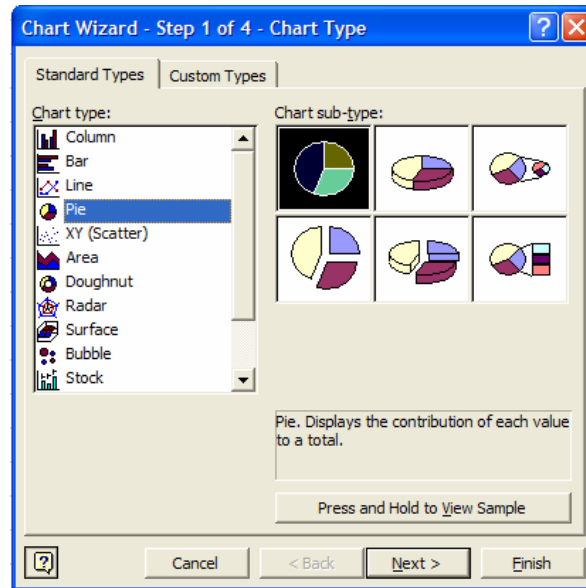 Chart Wizard - Step 1 of 4 - Chart Type
Standard Types
Custom Types
Chart type:
Column
Bar
Line
Pie
XY (Scatter)
Area
Doughnut
Radar
Surface
Bubble
Stock
Chart sub-type:
Pie. Displays the contribution of each value
to a total.
Press and Hold to View Sample
Cancel
< Back
Next >
Finish